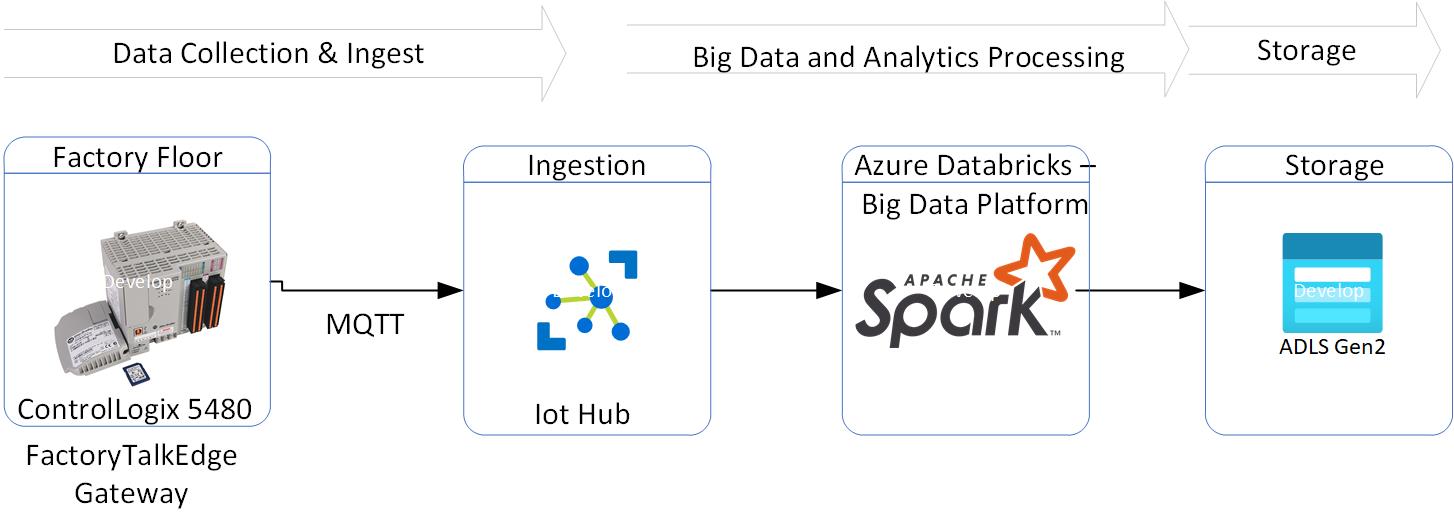 Data Collection & Ingest
Big Data and Analytics Processing
Storage
Factory Floor
Develop
ControlLogix 5480
FactoryTalkEdge
Gateway
MQTT
Ingestion
Develop
Iot Hub
Azure Databricks –
Big Data Platform
APACHE
Spark™
Storage
Develop
ADLS Gen2